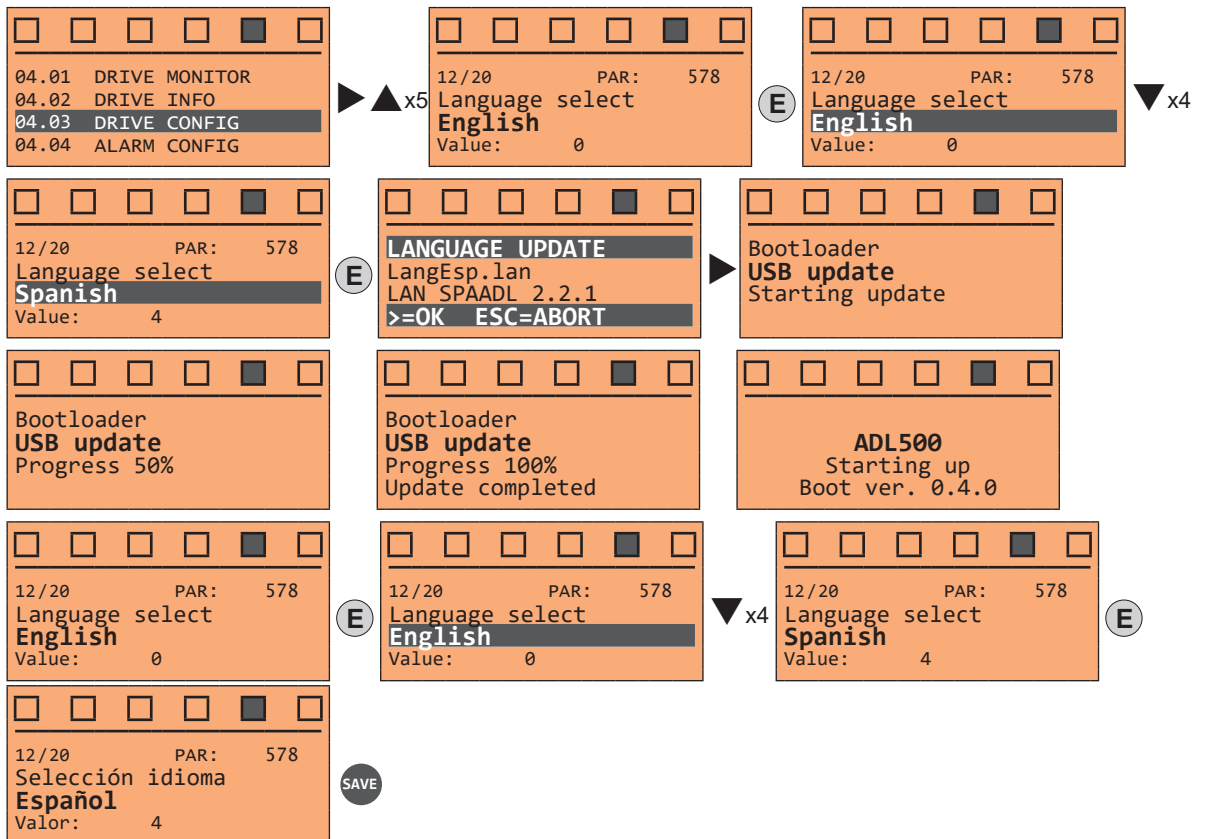 04.01 DRIVE MONITOR
04.02 DRIVE INFO
04.03 DRIVE CONFIG
04.04 ALARM CONFIG
x5
12/20 PAR: 578
Language select
English
Value: 0
E
12/20 PAR: 578
Language select
English
Value: 0
x4
12/20 PAR: 578
Language select
Spanish
Value: 4
E
LANGUAGE UPDATE
LangEsp.lan
LAN SPAADL 2.2.1
>=OK ESC=ABORT
Bootloader
USB update
Starting update
Bootloader
USB update
Progress 50%
Bootloader
USB update
Progress 100%
Update completed
ADL500
Starting up
Boot ver. 0.4.0
12/20 PAR: 578
Language select
English
Value: 0
E
12/20 PAR: 578
Language select
English
Value: 0
x4
12/20 PAR: 578
Language select
Spanish
Value: 4
E
12/20 PAR: 578
Selección idioma
Español
Valor: 4
SAVE